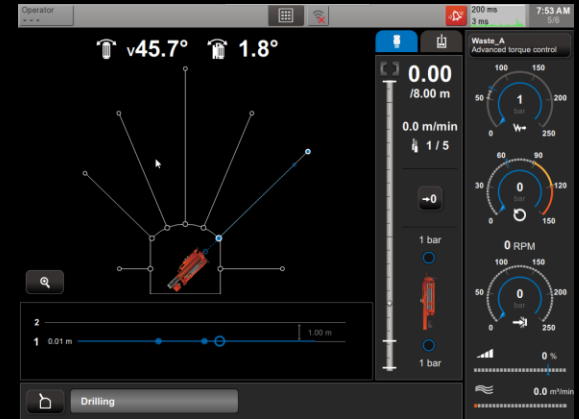 Operator
- - -
200 ms
3 ms
7:53 AM
5/6
v45.7° 1.8°
0.00
/8.00 m
0.0 m/min
1 / 5
→0
1 bar
1 bar
2
1 0.01 m
1.00 m
Drilling
Waste_A
Advanced torque control
100 150
50 200
1
bar
0 250
60 90
30 120
0
bar
0 150
0 RPM
100 150
50 200
0
bar
0 250
0 %
0.0 m³/min